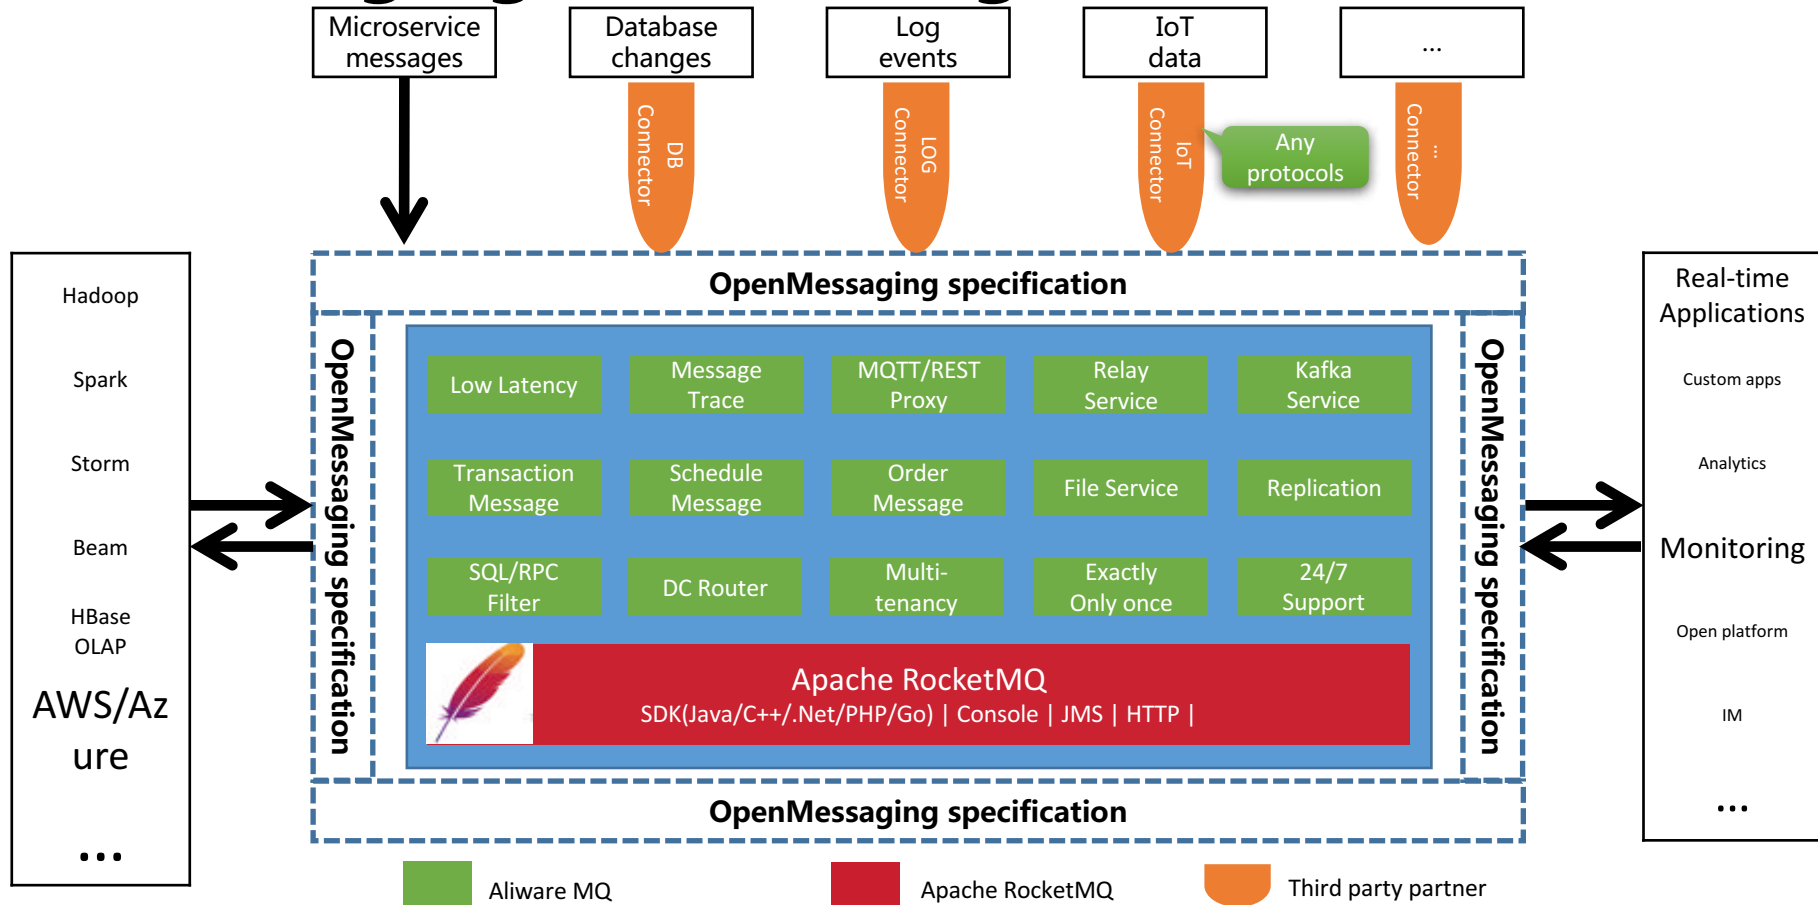 Microservice
messages
Database
changes
Log
events
IoT
data
...
DB
Connector
LOG
Connector
IoT
Connector
...
Connector
Any
protocols
OpenMessaging specification
Hadoop
Spark
Storm
Beam
HBase
OLAP
AWS/Az
ure
...
OpenMessaging specification
Low Latency
Message
Trace
MQTT/REST
Proxy
Relay
Service
Kafka
Service
Transaction
Message
Schedule
Message
Order
Message
File Service
Replication
SQL/RPC
Filter
DC Router
Multi-
tenancy
Exactly
Only once
24/7
Support
Apache RocketMQ
SDK(Java/C++/.Net/PHP/Go) | Console | JMS | HTTP |
OpenMessaging specification
Real-time
Applications
Custom apps
Analytics
Monitoring
Open platform
IM
...
OpenMessaging specification
Aliware MQ
Apache RocketMQ
Third party partner